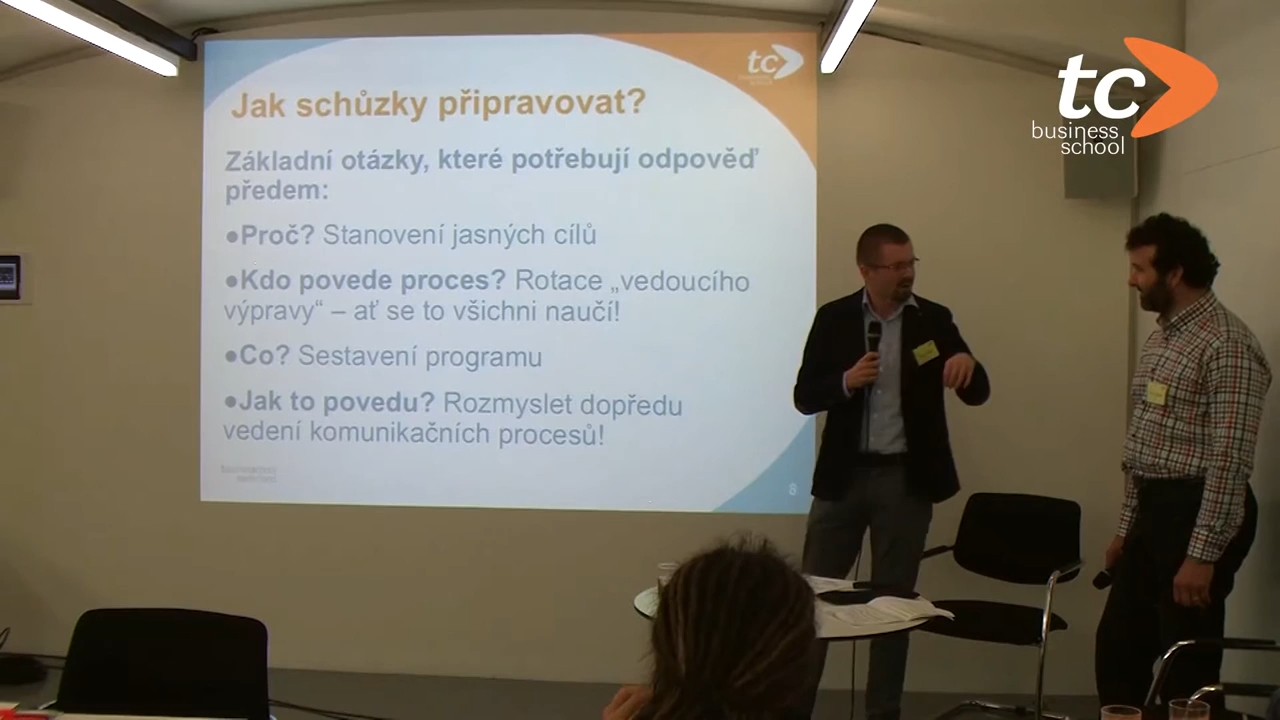 tc
Jak schůzky připravovat?
Základní otázky, které potřebují odpověď
předem:
●Proč? Stanovení jasných cílů
●Kdo povede proces? Rotace „vedoucího
výpravy“ – ať se to všichni naučí!
●Co? Sestavení programu
●Jak to povedu? Rozmyslet dopředu
vedení komunikačních procesů!
8
tc
business
school